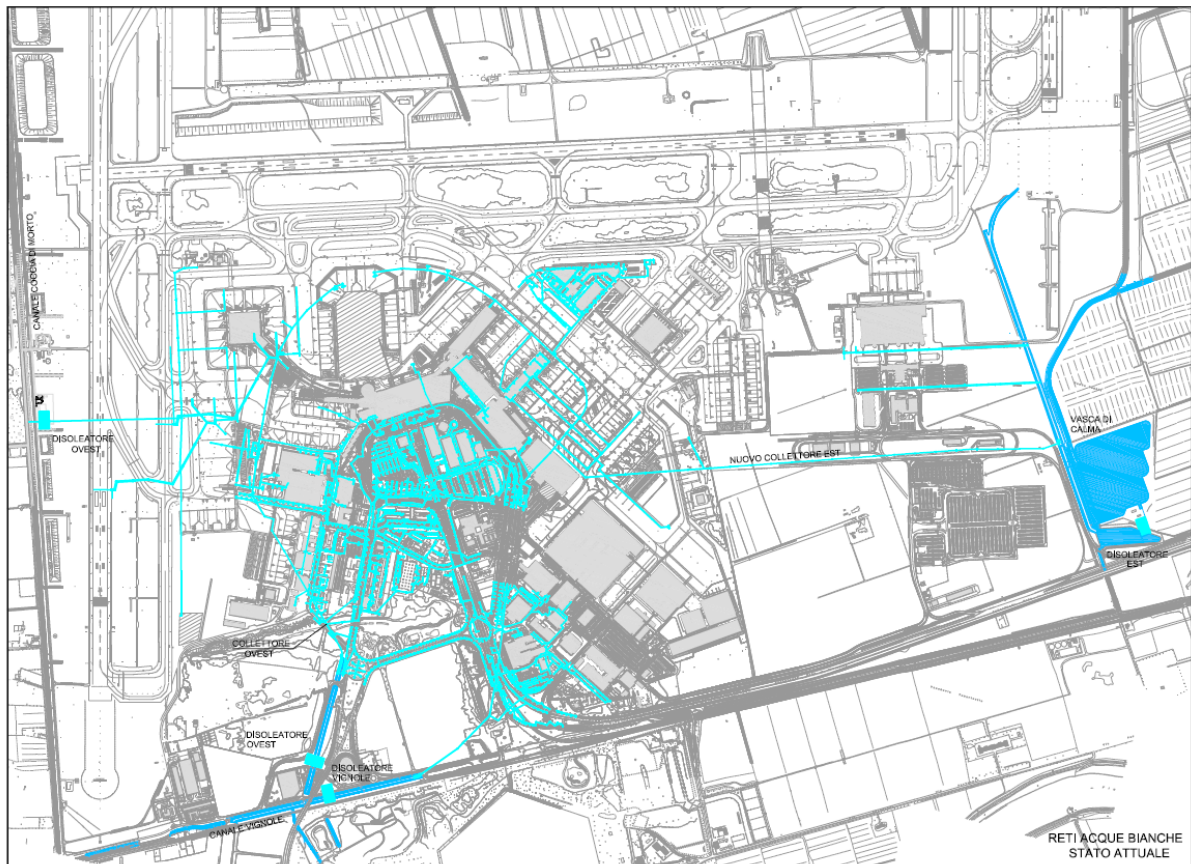 CANALE COCCIA DI MORTO
DISOLEATORE
OVEST
VASCA DI
CALMA
NUOVO COLLETTORE EST
DISOLEATORE
EST
COLLETTORE
OVEST
DISOLEATORE
OVEST
DISOLEATORE
VIGNOLE
CANALE VIGNOLE
RETI ACQUE BIANCHE
STATO ATTUALE